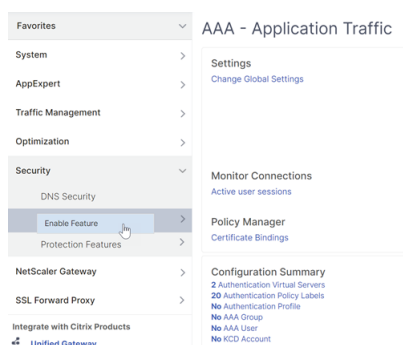 Favorites
System
AppExpert
Traffic Management
Optimization
Security
DNS Security
Enable Feature
Protection Features
NetScaler Gateway
SSL Forward Proxy
Integrate with Citrix Products
Unified Gateway
AAA - Application Traffic
Settings
Change Global Settings
Monitor Connections
Active user sessions
Policy Manager
Certificate Bindings
Configuration Summary
2 Authentication Virtual Servers
20 Authentication Policy Labels
No Authentication Profile
No AAA Group
No AAA User
No KCD Account